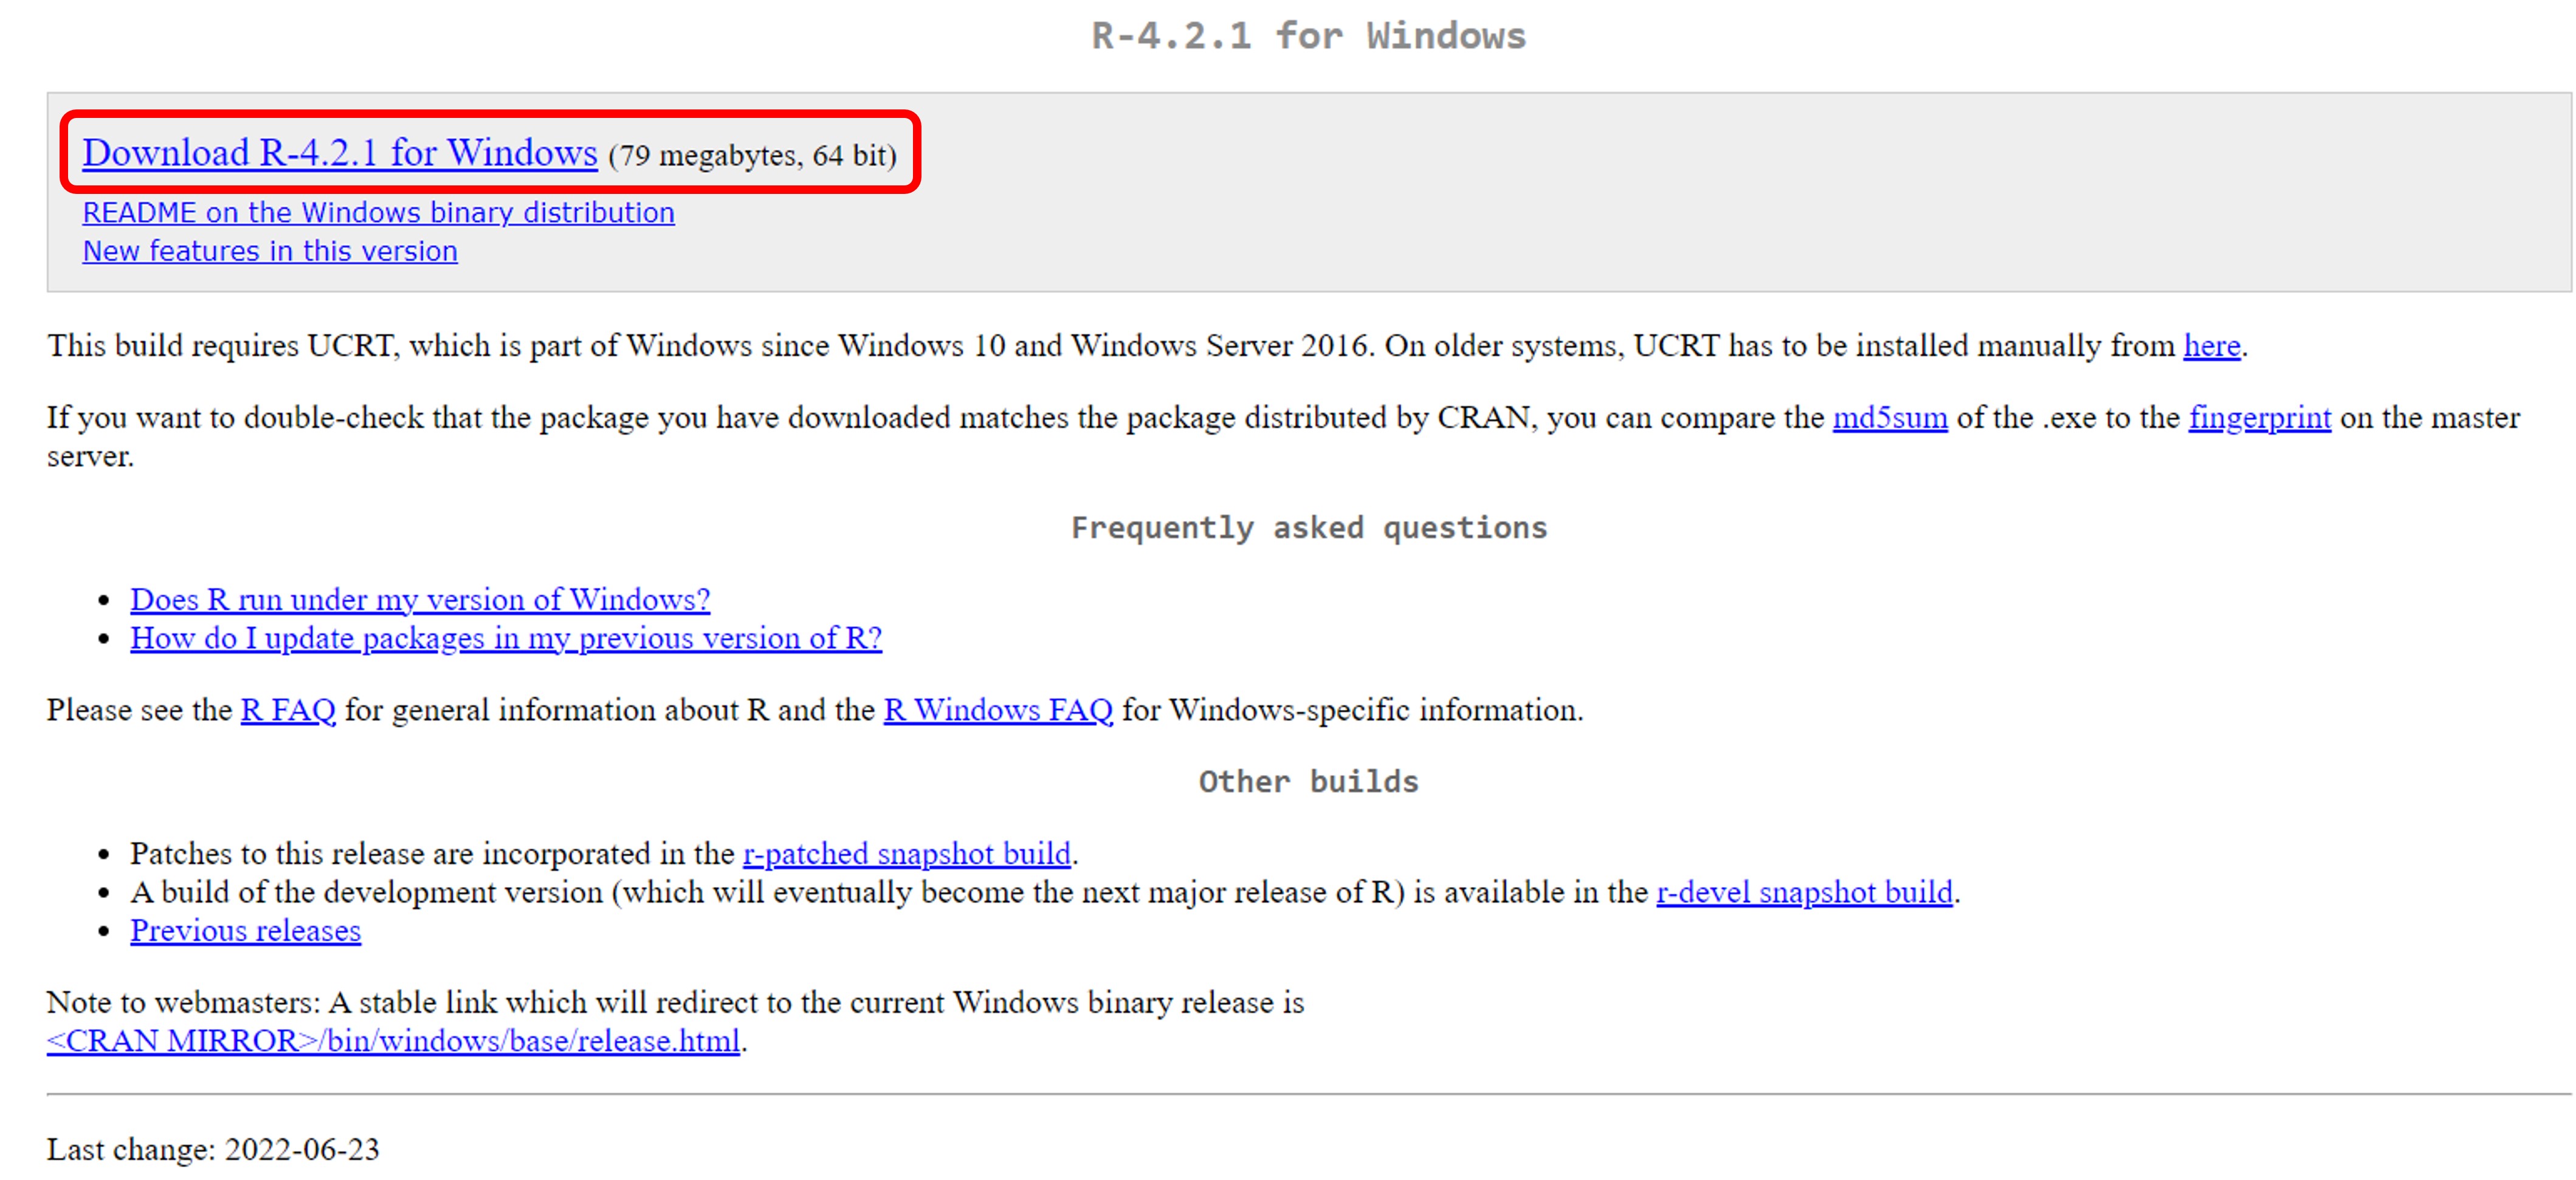 R-4.2.1 for Windows
Download R-4.2.1 for Windows (79 megabytes, 64 bit)
README on the Windows binary distribution
New features in this version
This build requires UCRT, which is part of Windows since Windows 10 and Windows Server 2016. On older systems, UCRT has to be installed manually from here.
If you want to double-check that the package you have downloaded matches the package distributed by CRAN, you can compare the md5sum of the .exe to the fingerprint on the master
server.
Frequently asked questions
• Does R run under my version of Windows?
• How do I update packages in my previous version of R?
Please see the R FAQ for general information about R and the R Windows FAQ for Windows-specific information.
Other builds
• Patches to this release are incorporated in the r-patched snapshot build.
• A build of the development version (which will eventually become the next major release of R) is available in the r-devel snapshot build.
• Previous releases
Note to webmasters: A stable link which will redirect to the current Windows binary release is
<CRAN MIRROR>/bin/windows/base/release.html.
Last change: 2022-06-23